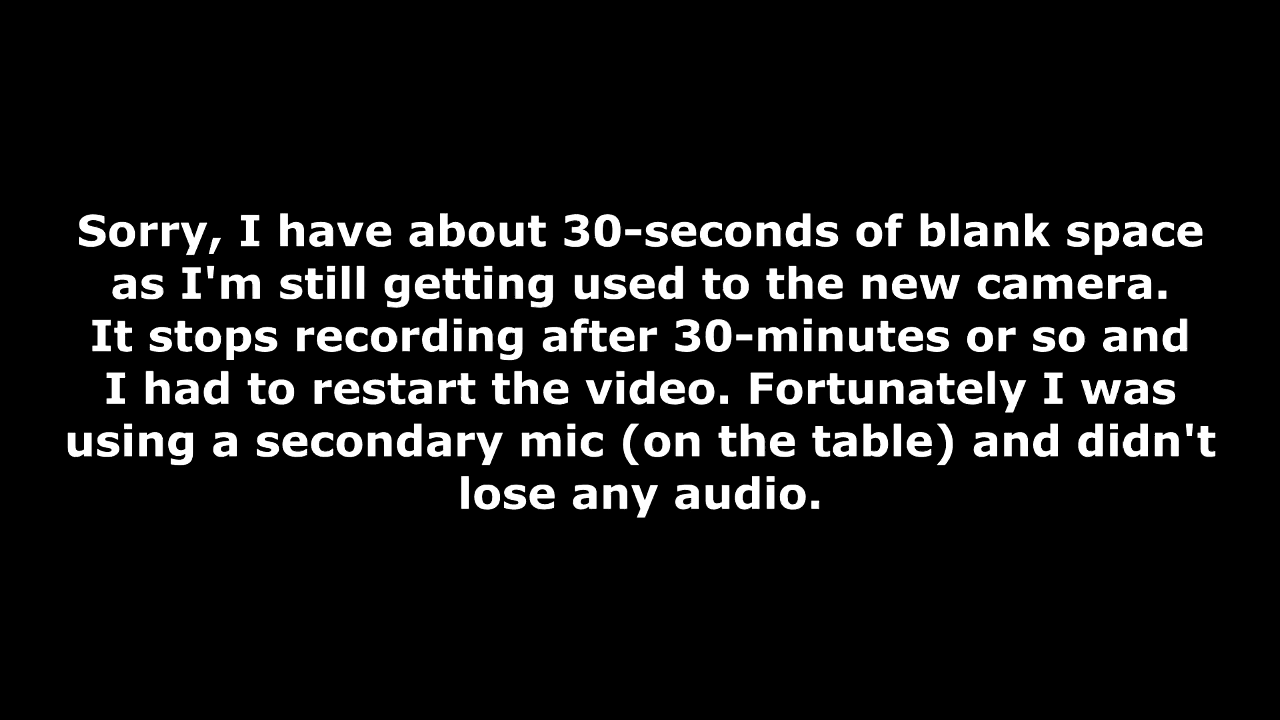 Sorry, I have about 30-seconds of blank space
as I'm still getting used to the new camera.
It stops recording after 30-minutes or so and
I had to restart the video. Fortunately I was
using a secondary mic (on the table) and didn't
lose any audio.